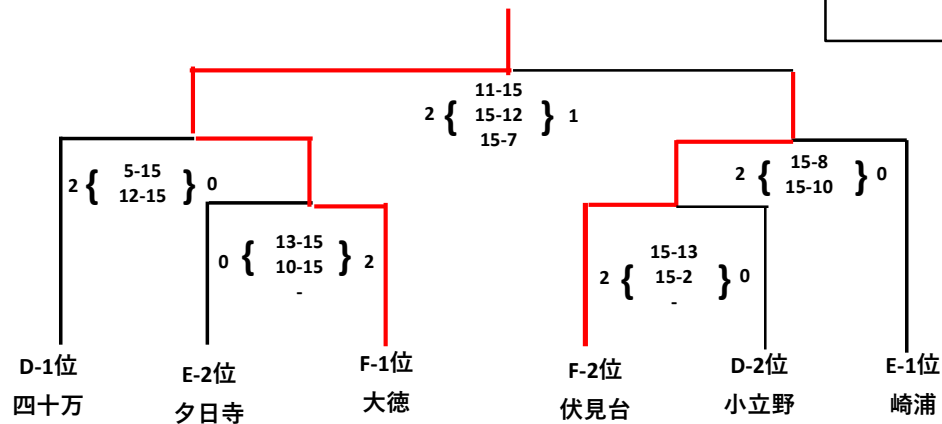 11-15
2 { 15-12 } 1
15-7
5-15
2 { 12-15 } 0
15-8
2 { 15-10 } 0
13-15
0 { 10-15 } 2
-
15-13
2 { 15-2 } 0
-
D-1位 E-2位 F-1位 F-2位 D-2位 E-1位
四十万 夕日寺 大徳 伏見台 小立野 崎浦